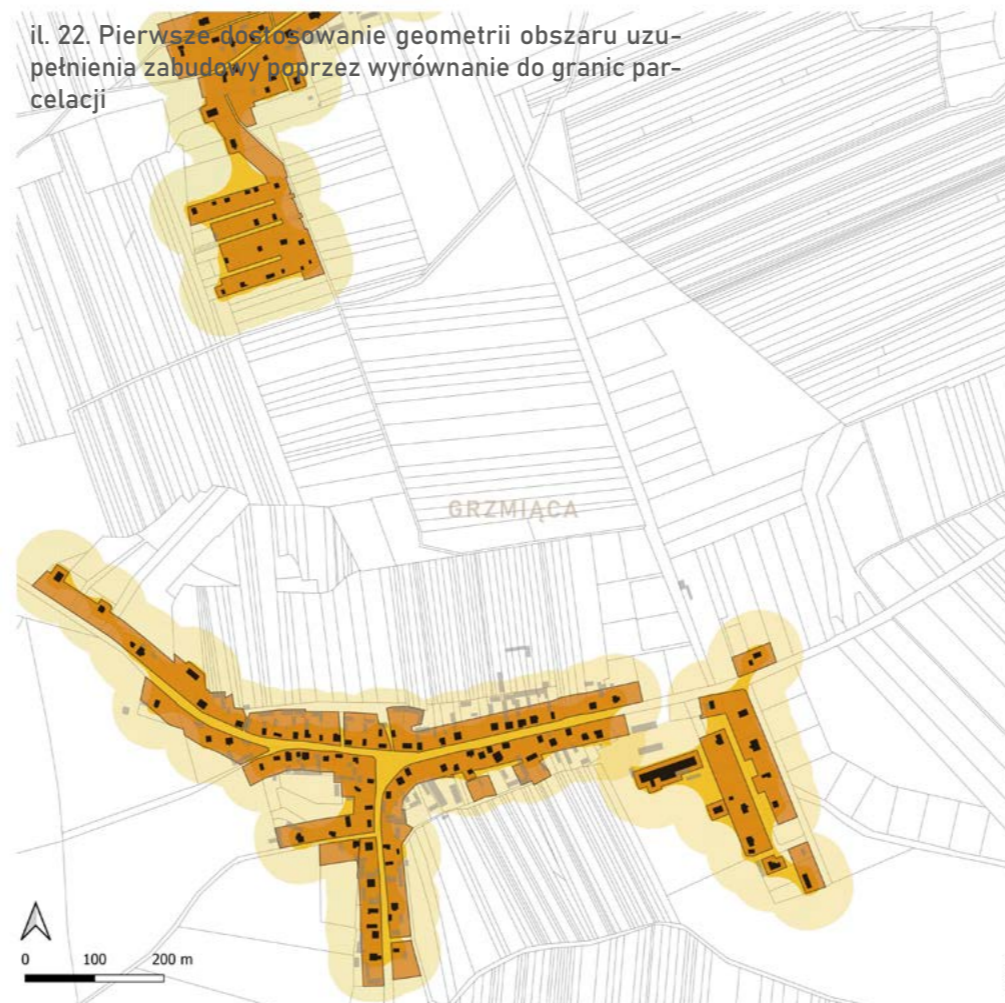 il. 22. Pierwsze dostosowanie geometrii obszaru uzu-
pełnienia zabudowy poprzez wyrównanie do granic par-
celacji
GRZMIĄCA
0 100 200 m